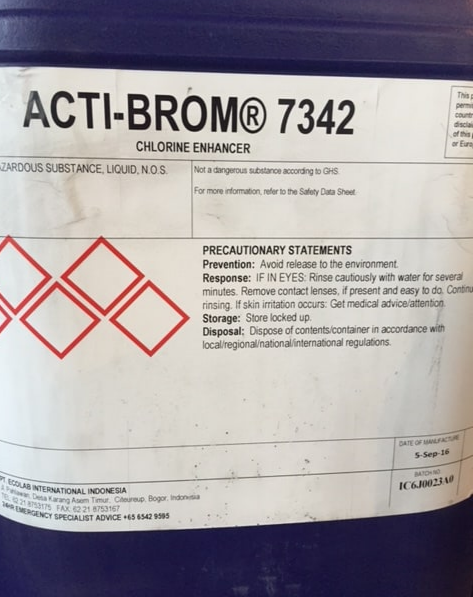 ACTI-BROM® 7342
CHLORINE ENHANCER
This p
permi
countr
disclai
of this p
or Euro
AZARDOUS SUBSTANCE, LIQUID, N.O.S.
Not a dangerous substance according to GHS.
For more information, refer to the Safety Data Sheet.
PRECAUTIONARY STATEMENTS
Prevention: Avoid release to the environment.
Response: IF IN EYES: Rinse cautiously with water for several
minutes. Remove contact lenses, if present and easy to do. Continu
rinsing. If skin irritation occurs: Get medical advice/attention.
Storage: Store locked up.
Disposal: Dispose of contents/container in accordance with
local/regional/national/international regulations.
DATE OF MANUFACTURE
5-Sep-16
BATCH NO
IC6J0023A0
PT. ECOLAB INTERNATIONAL INDONESIA
Jl. Pahlawan, Desa Karang Asem Timur, Citeureup, Bogor, Indonesia
TEL. 62 21 8753175 FAX: 62 21 8753167
24HR EMERGENCY SPECIALIST ADVICE +65 6542 9595